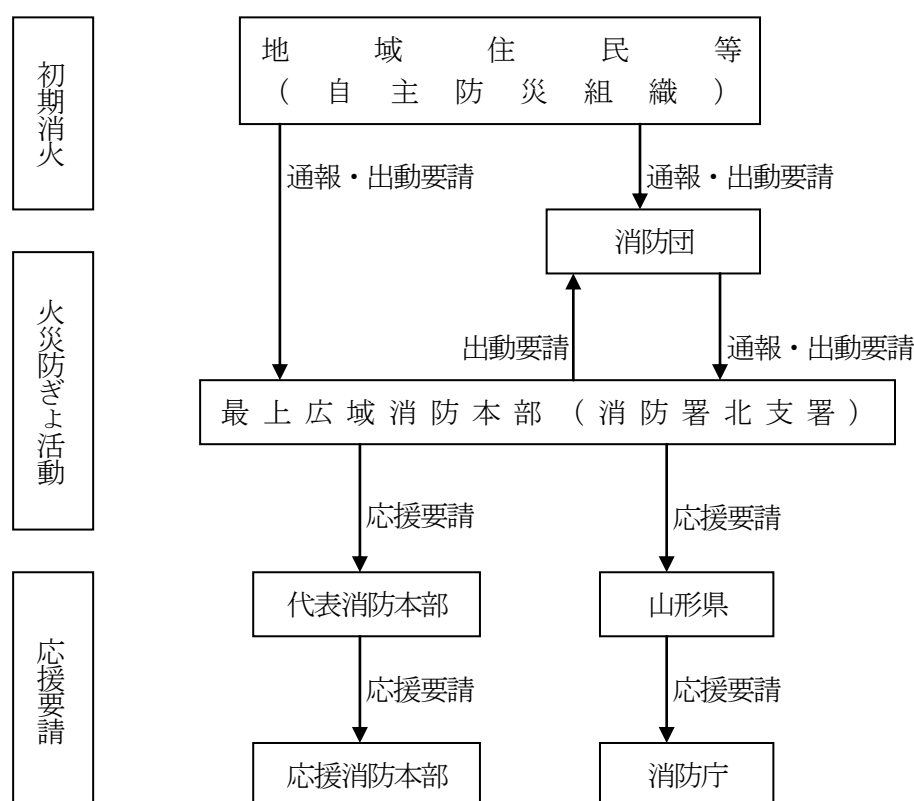 初期消火
地域住民等
（自主防災組織）
通報・出動要請
通報・出動要請
消防団
火災防ぎょ活動
出動要請
通報・出動要請
最上広域消防本部（消防署北支署）
応援要請
応援要請
応援要請
代表消防本部
山形県
応援要請
応援要請
応援消防本部
消防庁